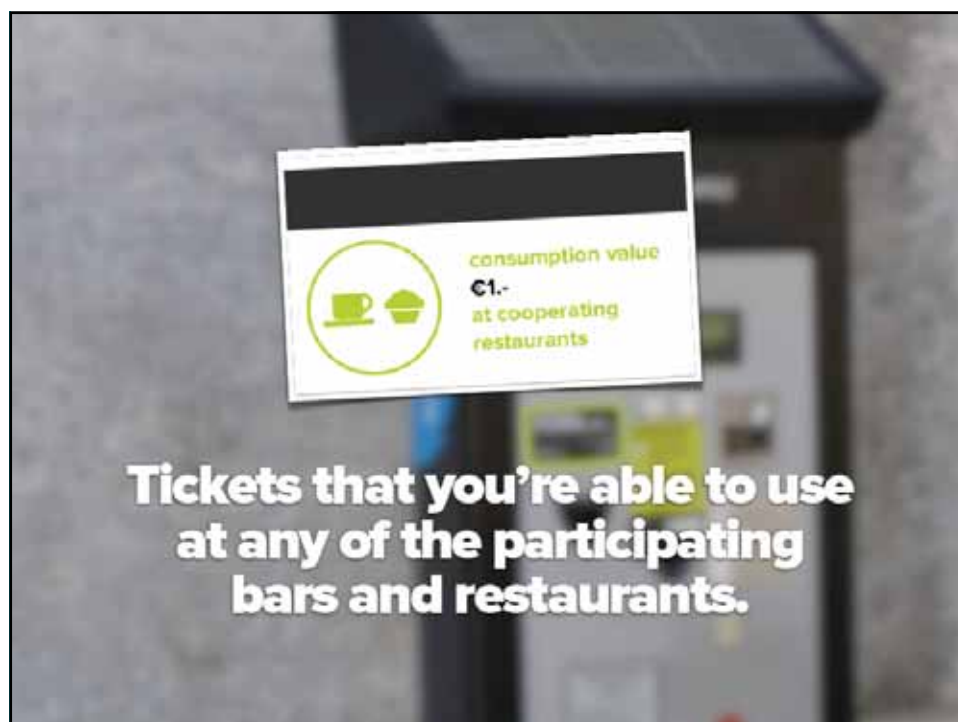 consumption value
€1.-
at cooperating
restaurants
Tickets that you're able to use
at any of the participating
bars and restaurants.